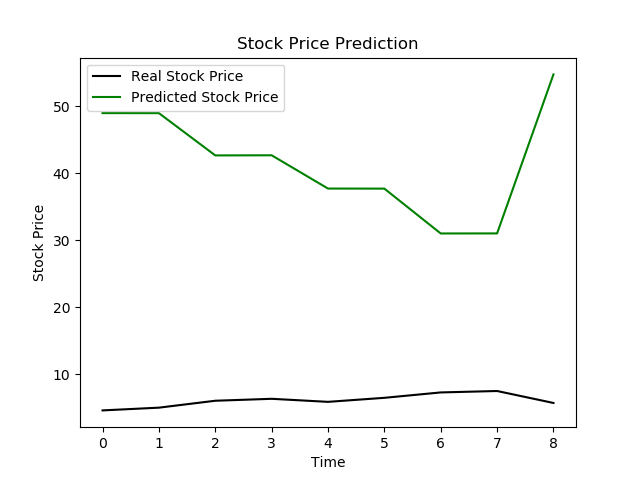 Stock Price Prediction
Real Stock Price
Predicted Stock Price
Stock Price
50
40
30
20
10
0 1 2 3 4 5 6 7 8
Time